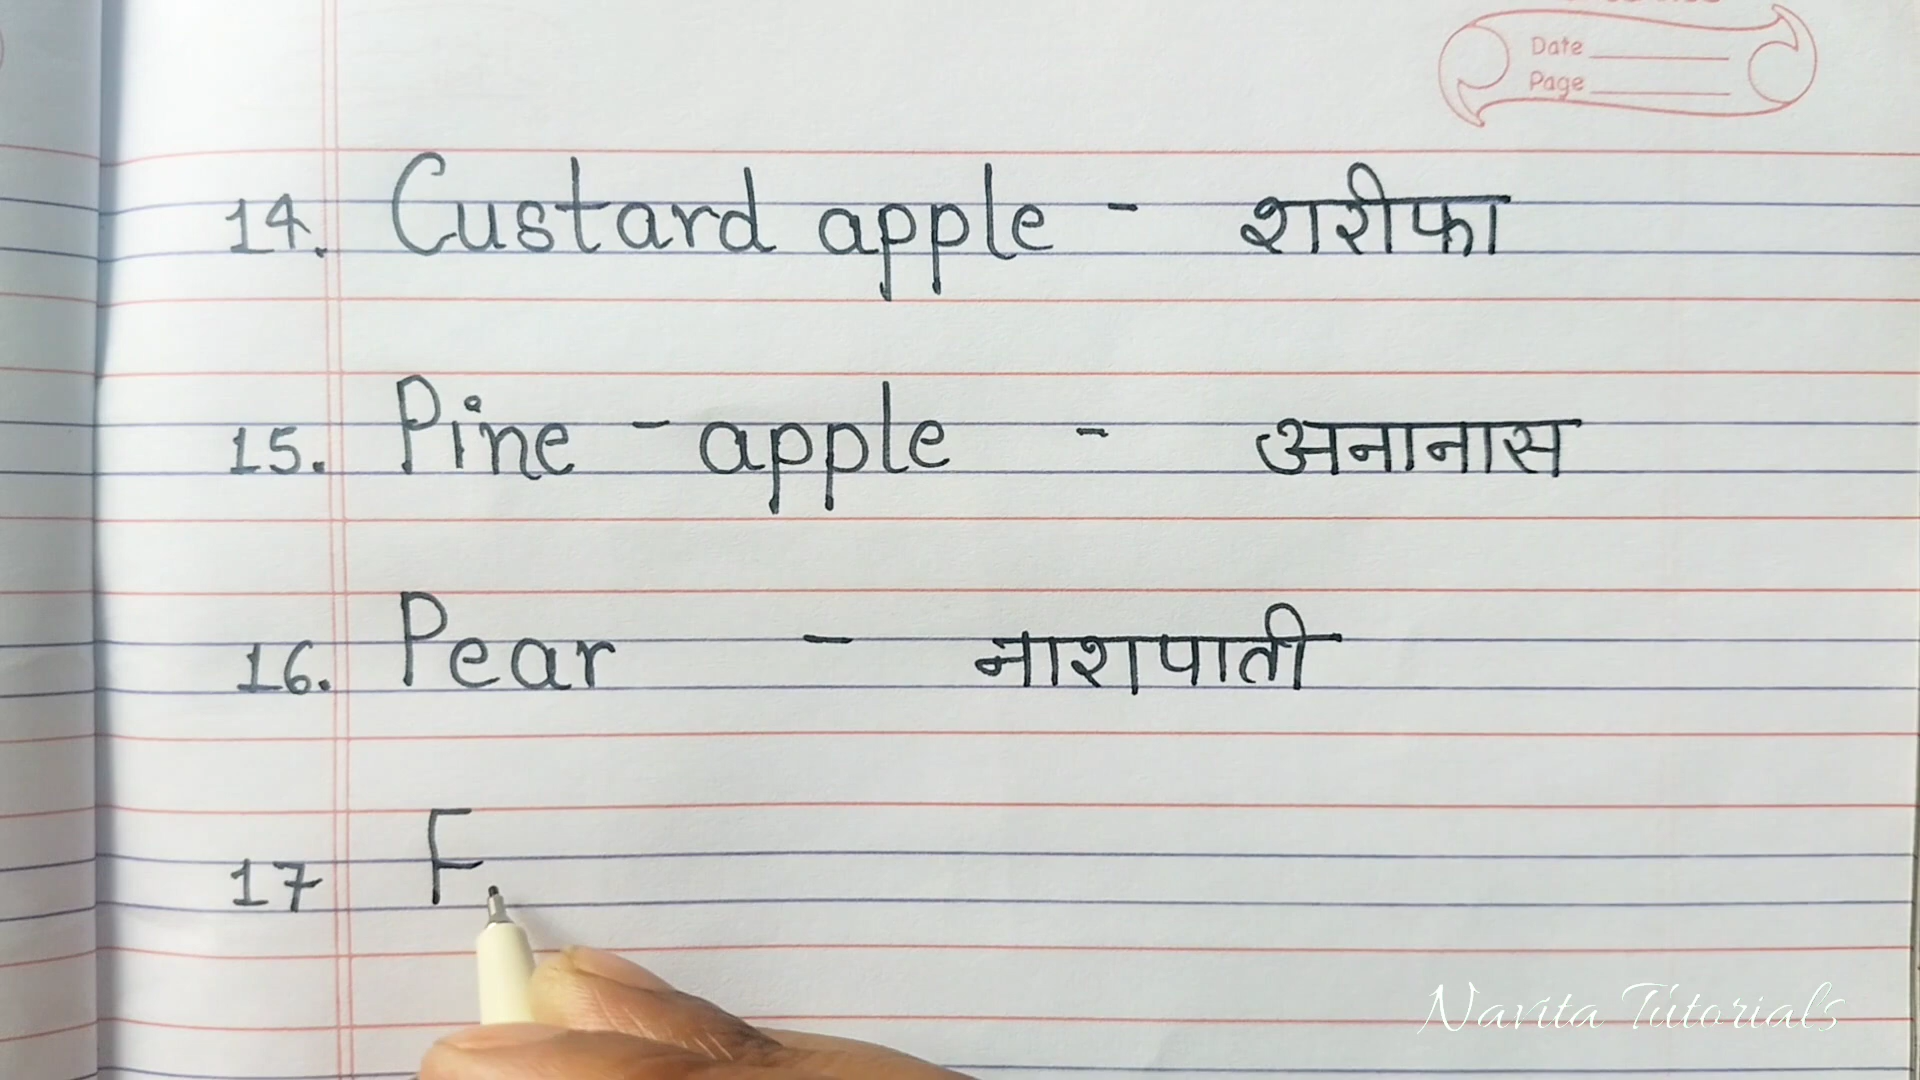 Date
Page
14. Custard apple - शरीफा
15. Pine - apple - अनानास
16. Pear - नाशपाती
17 F
Navita Tutorials